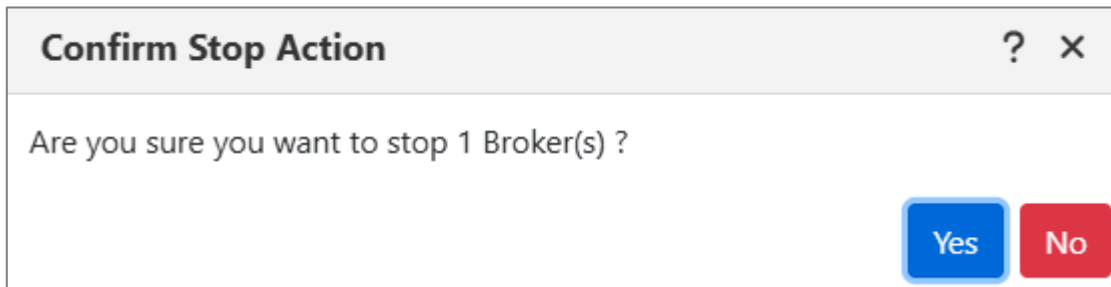 Confirm Stop Action ? ×
Are you sure you want to stop 1 Broker(s) ?
Yes No